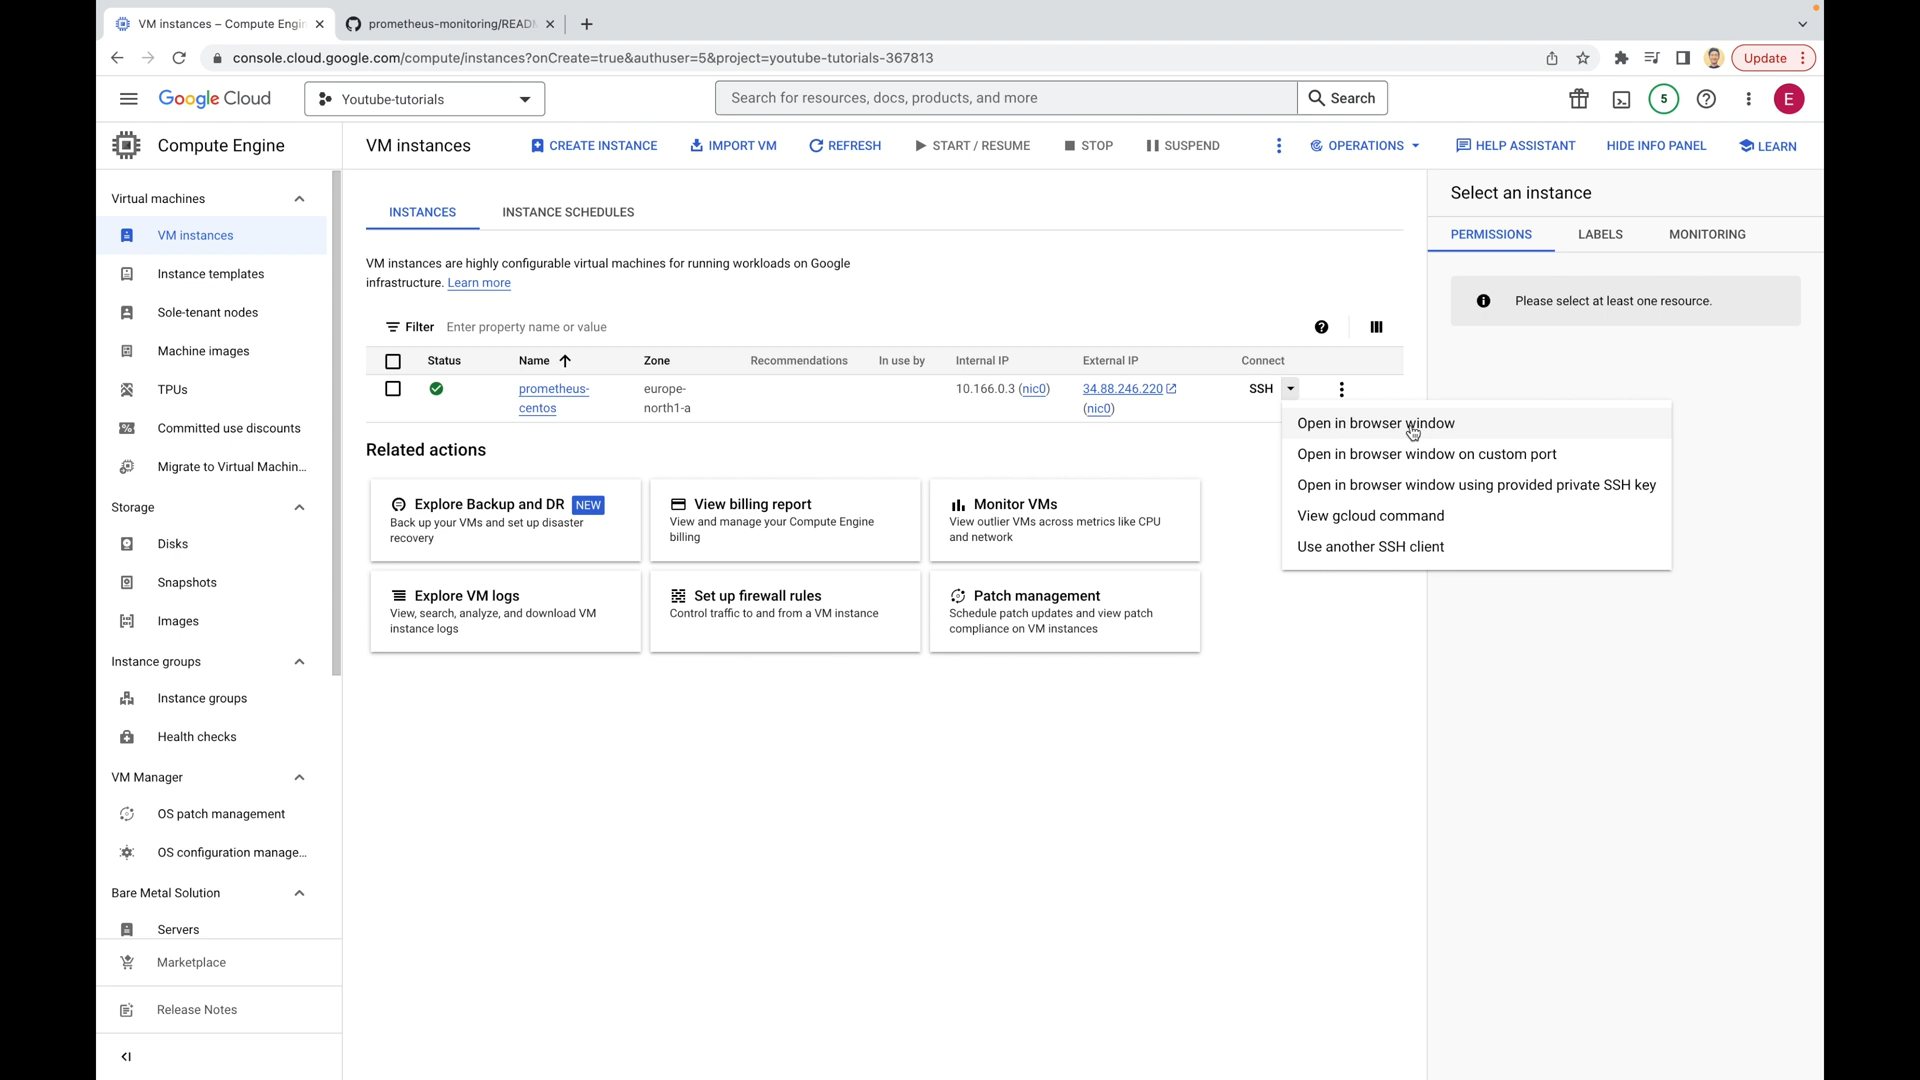 VM instances – Compute Engin
prometheus-monitoring/READM
console.cloud.google.com/compute/instances?onCreate=true&authuser=5&project=youtube-tutorials-367813
Update
Google Cloud
Youtube-tutorials
Search for resources, docs, products, and more
Search
5
E
Compute Engine
VM instances
CREATE INSTANCE
IMPORT VM
REFRESH
START / RESUME
STOP
SUSPEND
OPERATIONS
HELP ASSISTANT
HIDE INFO PANEL
LEARN
Virtual machines
VM instances
Instance templates
Sole-tenant nodes
Machine images
TPUs
Committed use discounts
Migrate to Virtual Machin...
Storage
Disks
Snapshots
Images
Instance groups
Instance groups
Health checks
VM Manager
OS patch management
OS configuration manage...
Bare Metal Solution
Servers
Marketplace
Release Notes
INSTANCES
INSTANCE SCHEDULES
VM instances are highly configurable virtual machines for running workloads on Google
infrastructure. Learn more
Filter
Enter property name or value
Status
Name
Zone
Recommendations
In use by
Internal IP
External IP
Connect
prometheus-
centos
europe-
north1-a
10.166.0.3 (nic0)
34.88.246.220
(nic0)
SSH
Open in browser window
Open in browser window on custom port
Open in browser window using provided private SSH key
View gcloud command
Use another SSH client
Related actions
Explore Backup and DR NEW
Back up your VMs and set up disaster
recovery
View billing report
View and manage your Compute Engine
billing
Monitor VMs
View outlier VMs across metrics like CPU
and network
Explore VM logs
View, search, analyze, and download VM
instance logs
Set up firewall rules
Control traffic to and from a VM instance
Patch management
Schedule patch updates and view patch
compliance on VM instances
Select an instance
PERMISSIONS
LABELS
MONITORING
Please select at least one resource.